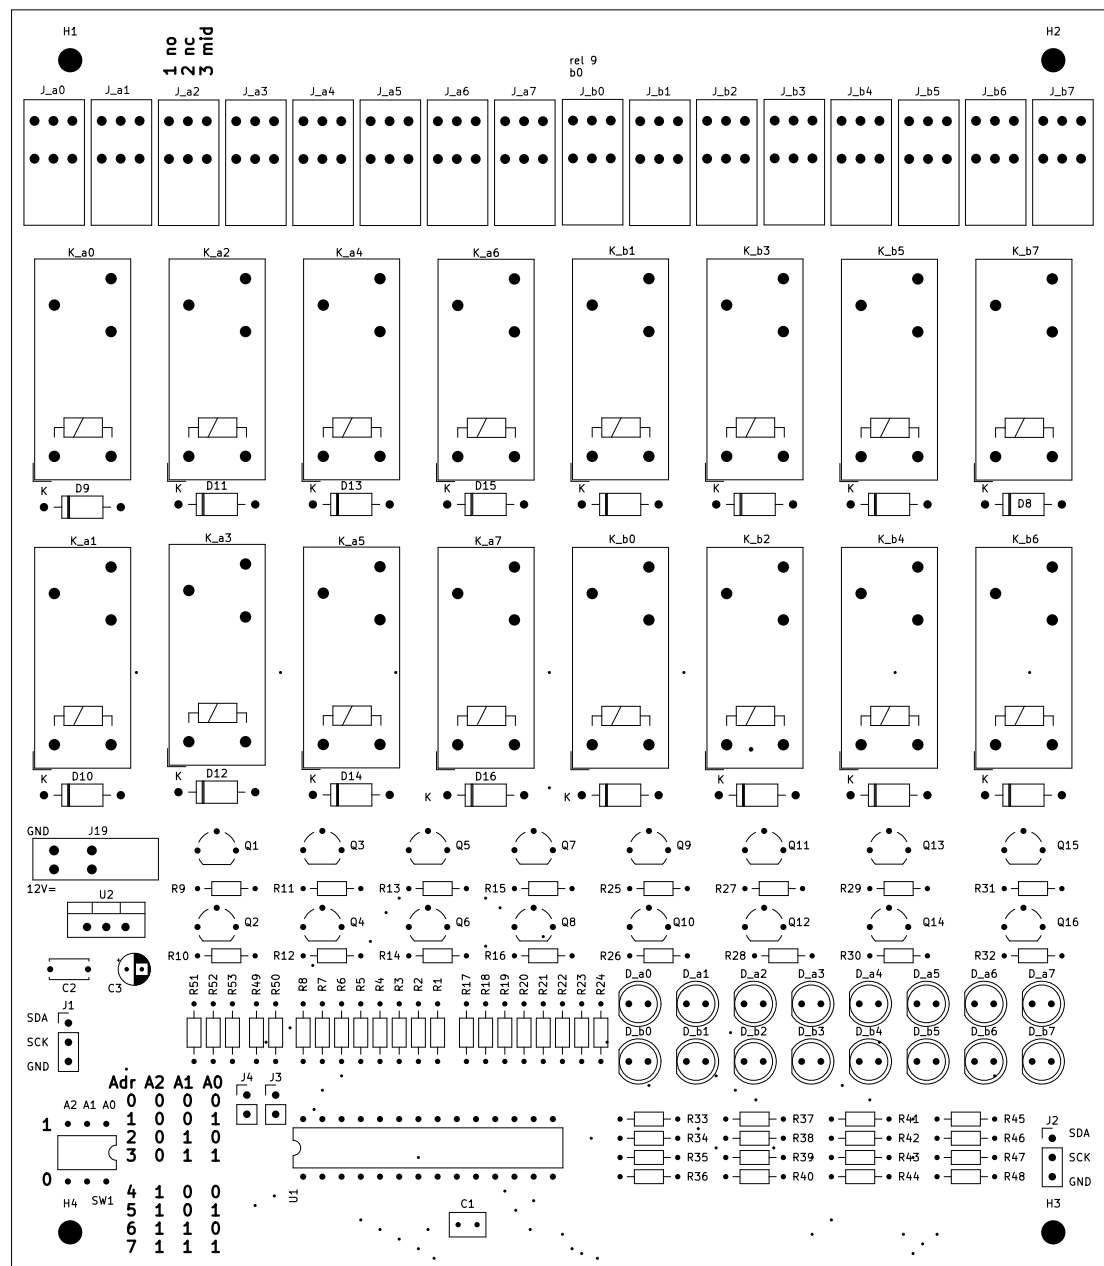 H1
1 no
2 nc
3 mid
rel 9
b0
H2
J_a0 J_a1 J_a2 J_a3 J_a4 J_a5 J_a6 J_a7 J_b0 J_b1 J_b2 J_b3 J_b4 J_b5 J_b6 J_b7
K_a0 K_a2 K_a4 K_a6 K_b1 K_b3 K_b5 K_b7
K D9 K D11 K D13 K D15 K K K K D8
K_a1 K_a3 K_a5 K_a7 K_b0 K_b2 K_b4 K_b6
K D10 K D12 K D14 K D16 K K K K
GND J19 Q1 Q3 Q5 Q7 Q9 Q11 Q13 Q15
12V= R9 R11 R13 R15 R25 R27 R29 R31
U2 Q2 Q4 Q6 Q8 Q10 Q12 Q14 Q16
R10 R12 R14 R16 R26 R28 R30 R32
+
C2 C3 R51 R52 R53 R49 R50 R8 R7 R6 R5 R4 R3 R2 R1 R17 R18 R19 R20 R21 R22 R23 R24 D_a0 D_a1 D_a2 D_a3 D_a4 D_a5 D_a6 D_a7
J1
SDA
SCK D_b0 D_b1 D_b2 D_b3 D_b4 D_b5 D_b6 D_b7
GND
Adr A2 A1 A0 J4 J3
0 0 0 0
1 0 0 1
2 0 1 0
3 0 1 1
4 1 0 0
5 1 0 1
6 1 1 0
7 1 1 1
A2 A1 A0
1
0
SW1
H4
U1
C1
R33 R37 R41 R45
R34 R38 R42 R46
R35 R39 R43 R47
R36 R40 R44 R48
J2
SDA
SCK
GND
H3